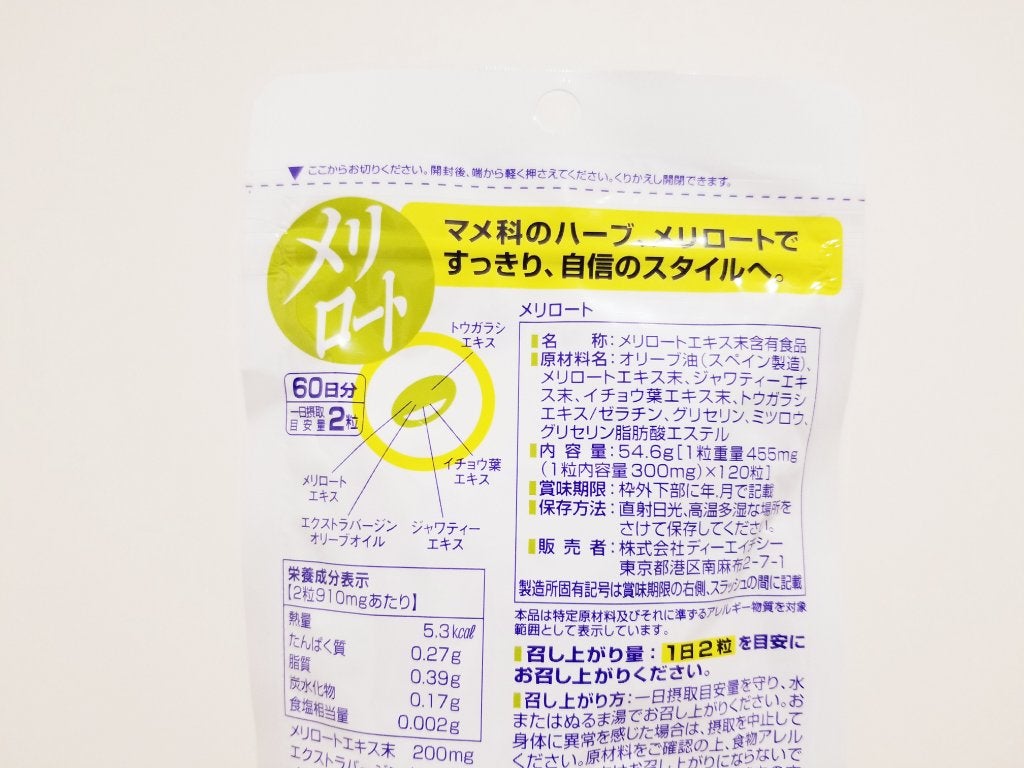 ▼ここからお切りください。開封後、端から軽く押さえてください。くりかえし開閉できます。
メリ
ロート
マメ科のハーブ、メリロートで
すっきり、自信のスタイルへ。
60日分
一日摂取
目安量 2粒
トウガラシ
エキス
イチョウ葉
エキス
メリロート
エキス
エクストラバージン
オリーブオイル
ジャワティー
エキス
栄養成分表示
【2粒910mgあたり】
熱量 5.3kcal
たんぱく質 0.27g
脂質 0.39g
炭水化物 0.17g
食塩相当量 0.002g
メリロートエキス末 200mg
エクストラバージン
メリロート
名 称:メリロートエキス末含有食品
原材料名:オリーブ油(スペイン製造)、
メリロートエキス末、ジャワティーエキ
ス末、イチョウ葉エキス末、トウガラシ
エキス/ゼラチン、グリセリン、ミツロウ、
グリセリン脂肪酸エステル
内容量:54.6g[1粒重量455mg
(1粒内容量300mg)×120粒]
賞味期限:枠外下部に年、月で記載
保存方法:直射日光、高温多湿な場所を
さけて保存してください。
販売者:株式会社ディーエイチシー
東京都港区南麻布2-7-1
製造所固有記号は賞味期限の右側、スラッシュの間に記載
本品は特定原材料及びそれに準ずるアレルギー物質を対象
範囲として表示しています。
召し上がり量:1日2粒を目安に
お召し上がりください。
召し上がり方:一日摂取目安量を守り、水
またはぬるま湯でお召し上がりください。お
身体に異常を感じた場合は、摂取を中止して
ください。原材料をご確認の上、食物アレル